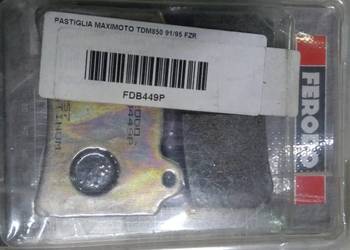 PASTIGLIA MAXIMOTO TDM850 91/95 FZR
FDB449P
FERODO